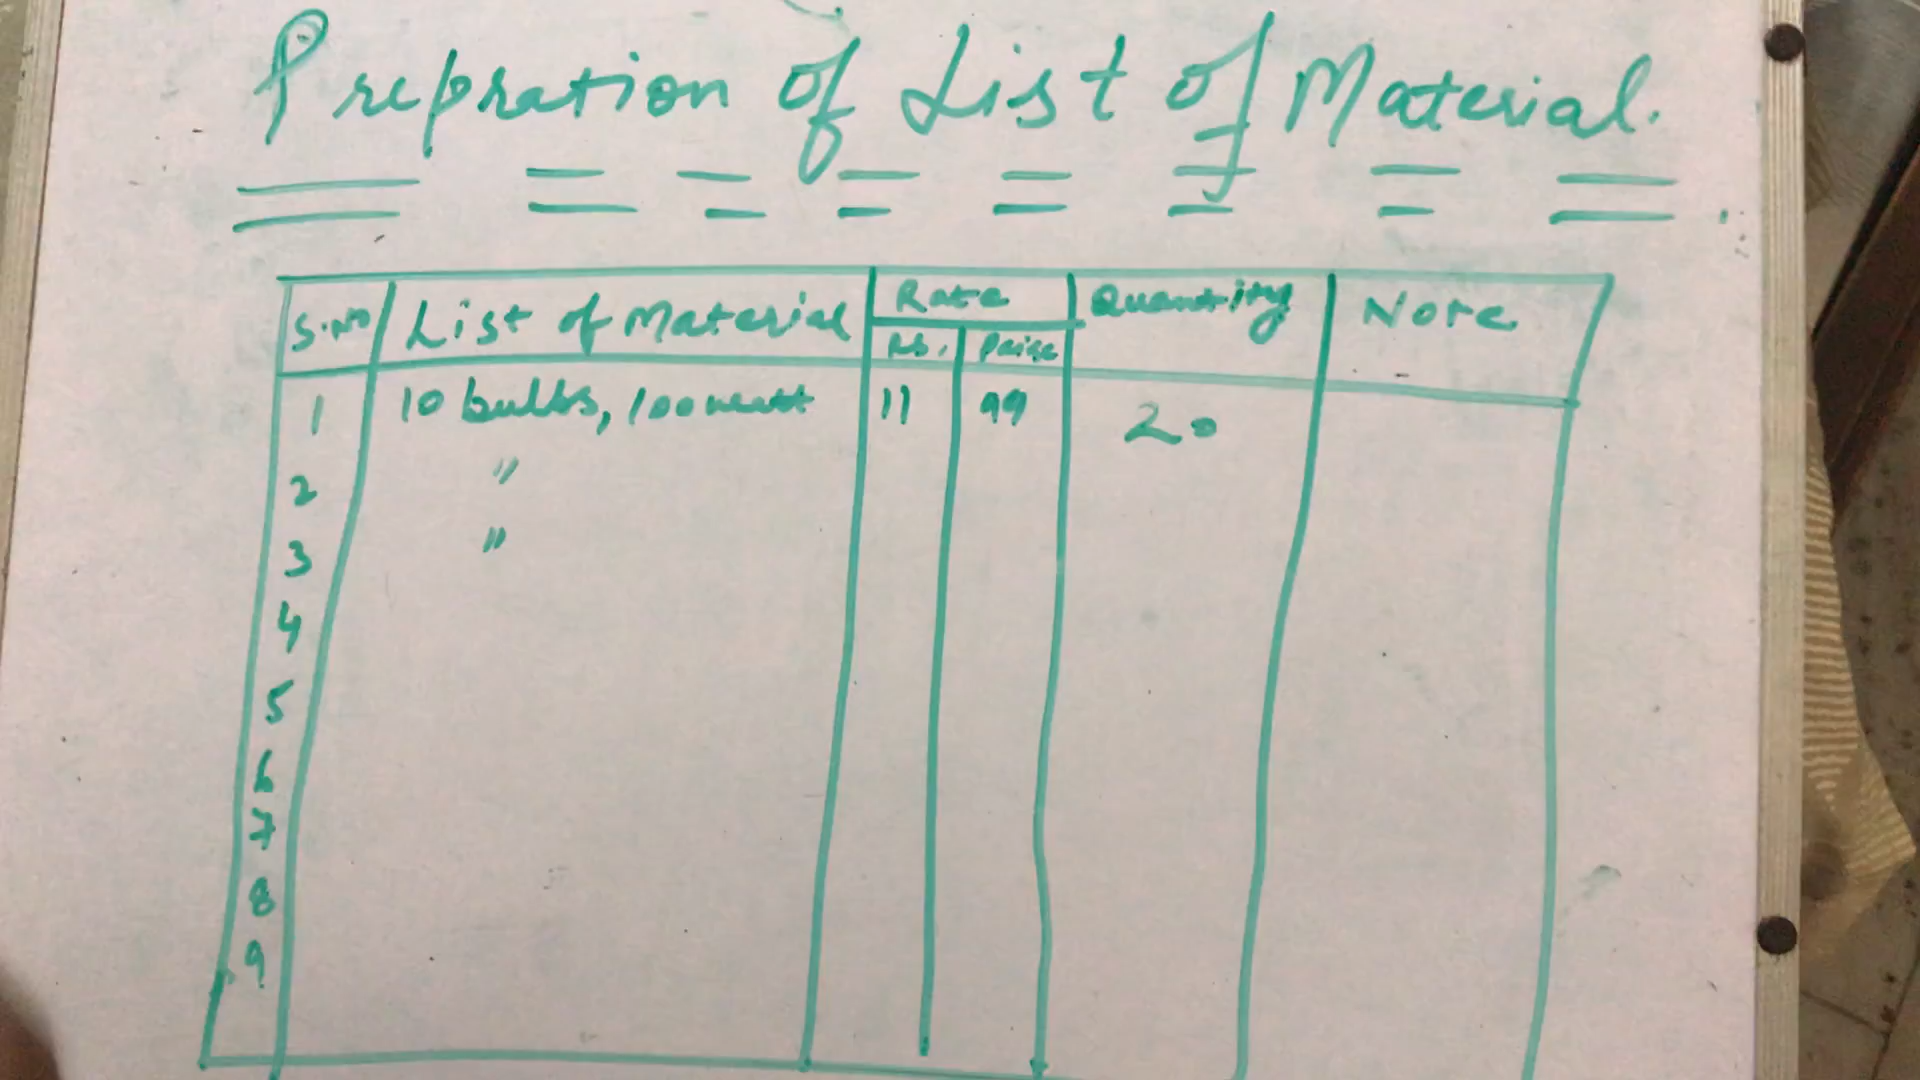 Prepration of List of Material.
S.No List of Material Rate Quantity Note
Rs. Paise
1 10 bulbs, 100 watt 11 99 20
2 "
3 "
4
5
6
7
8
9